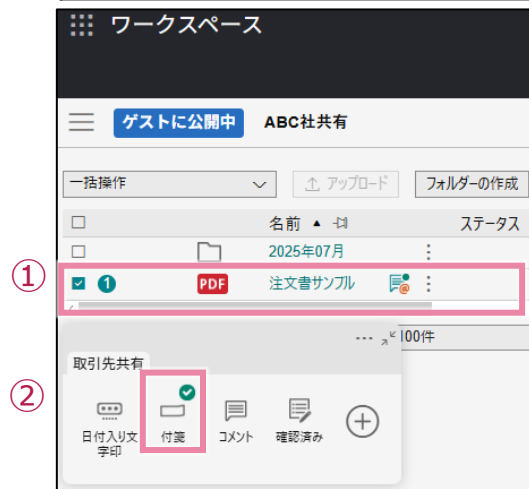 ワークスペース
ゲストに公開中 ABC社共有
一括操作 アップロード フォルダーの作成
名前 ▲ ステータス
2025年07月
① 1 PDF 注文書サンプル
100件
取引先共有
②
日付入り文字印 付箋 コメント 確認済み